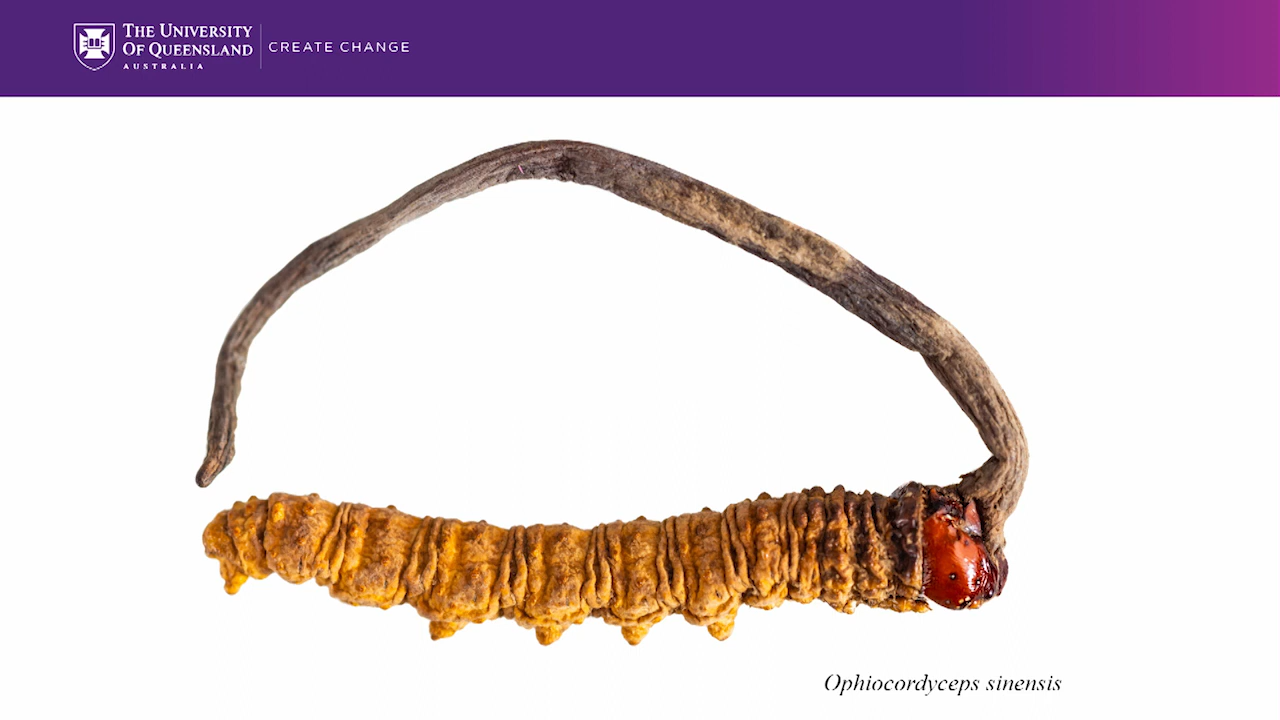 THE UNIVERSITY
OF QUEENSLAND
AUSTRALIA
CREATE CHANGE
Ophiocordyceps sinensis